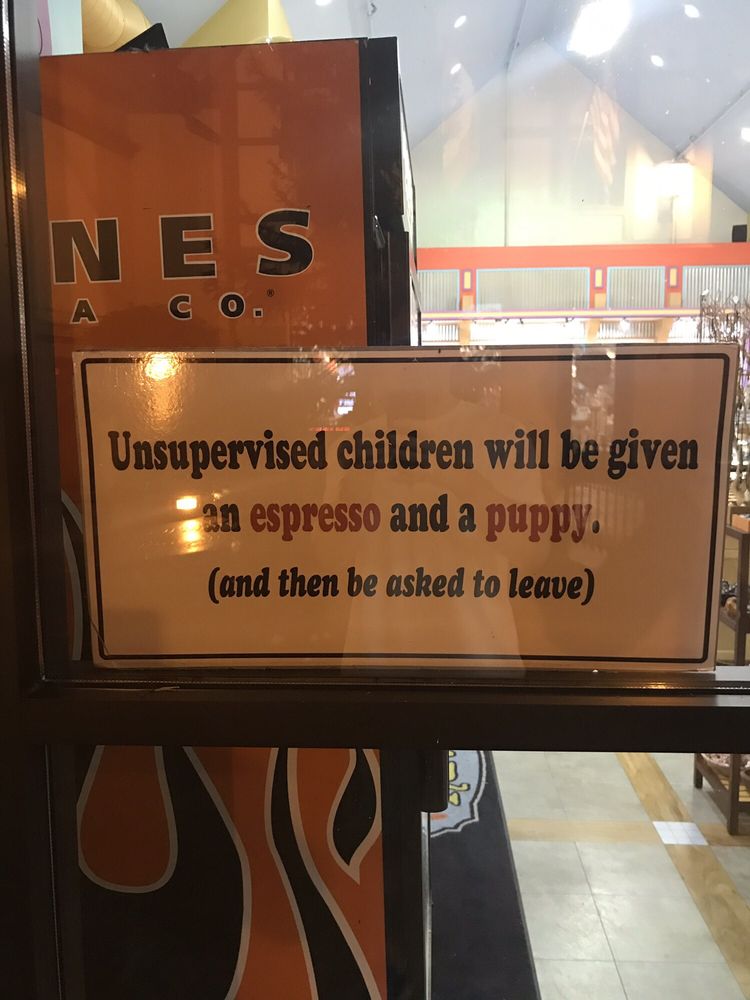 NES
A CO.®
Unsupervised children will be given
an espresso and a puppy.
(and then be asked to leave)